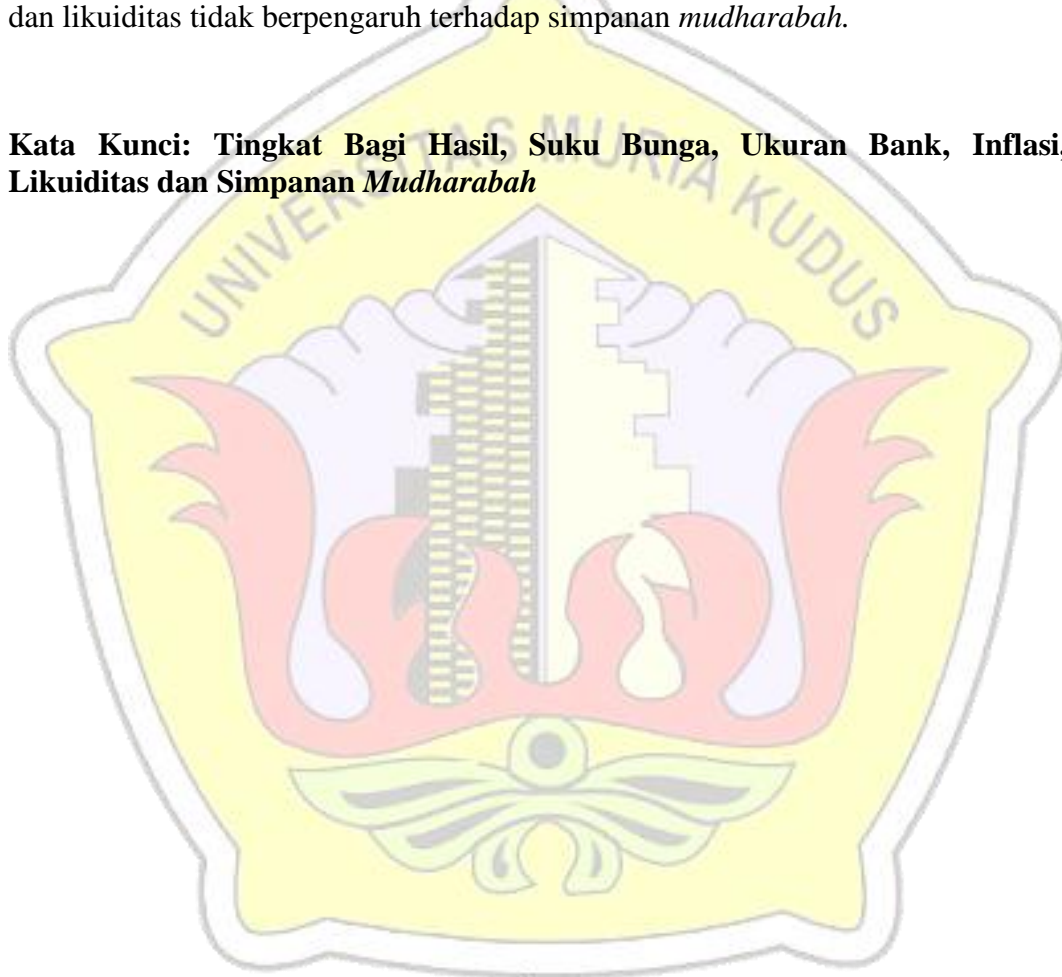 dan likuiditas tidak berpengaruh terhadap simpanan mudharabah.
Kata Kunci: Tingkat Bagi Hasil, Suku Bunga, Ukuran Bank, Inflasi,
Likuiditas dan Simpanan Mudharabah
UNIVERSITAS MURIA KUDUS